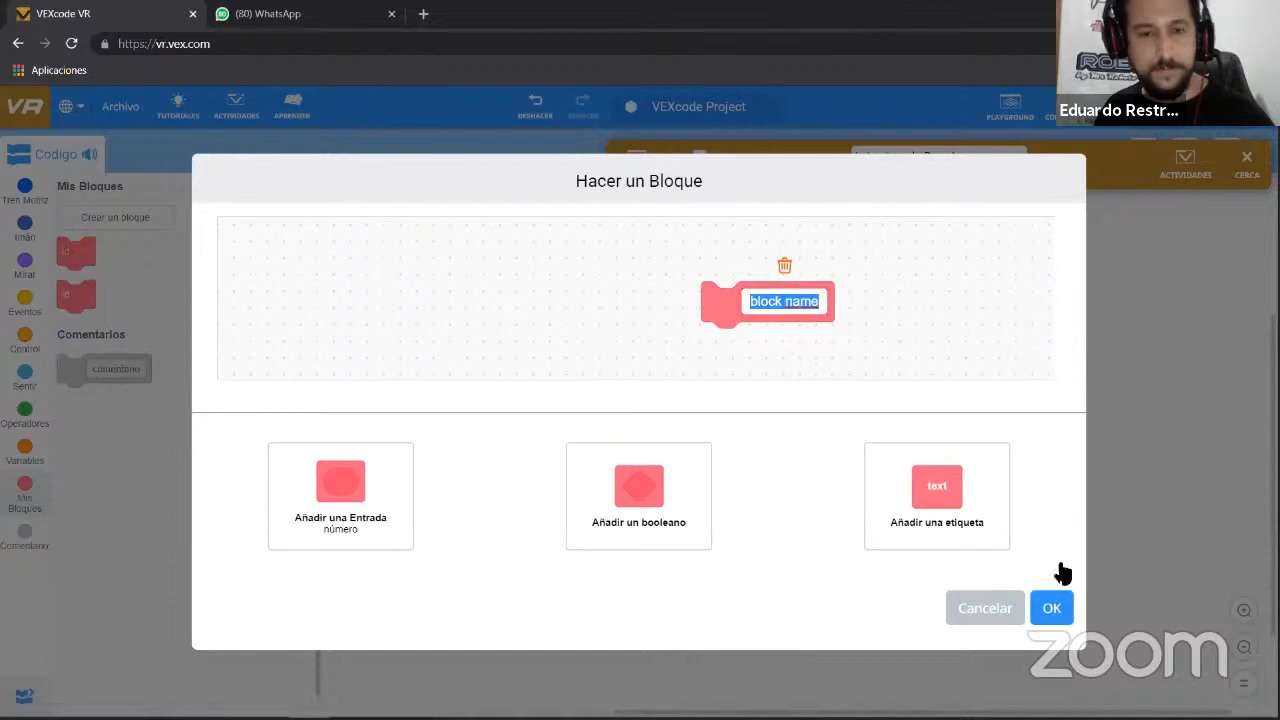 VEXcode VR
(80) WhatsApp
https://vr.vex.com
Aplicaciones
VR
Archivo
TUTORIALES
ACTIVIDADES
APRENDER
DESHACER
REHACER
VEXcode Project
PLAYGROUND
Eduardo Restr...
Codigo
ACTIVIDADES
CERCA
Hacer un Bloque
Tren Motriz
Imán
Mirar
Eventos
Control
Sentir
Operadores
Variables
Mis
Bloques
Comentario
Mis Bloques
Crear un bloque
id
id
Comentarios
comentario
block name
Añadir una Entrada
número
Añadir un booleano
text
Añadir una etiqueta
Cancelar
OK
zoom